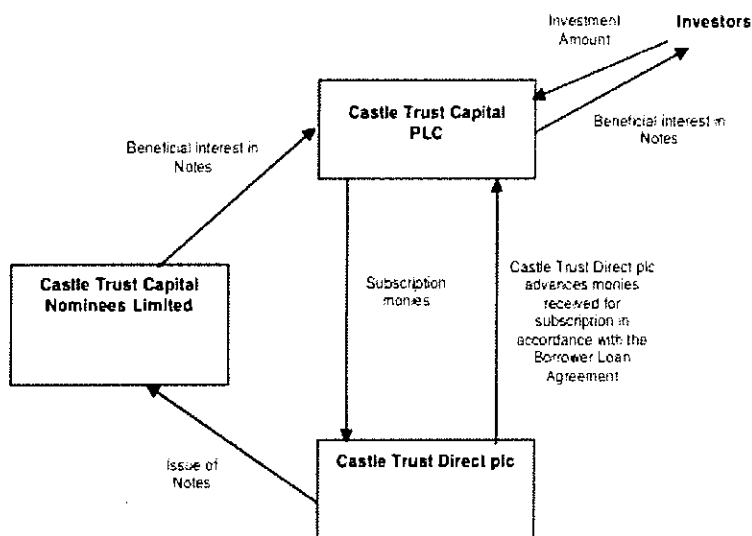 Investment
Amount
Investors
Castle Trust Capital
PLC
Beneficial interest in
Notes
Beneficial interest in
Notes
Castle Trust Capital
Nominees Limited
Subscription
monies
Castle Trust Direct plc
advances monies
received for
subscription in
accordance with the
Borrower Loan
Agreement
Issue of
Notes
Castle Trust Direct plc